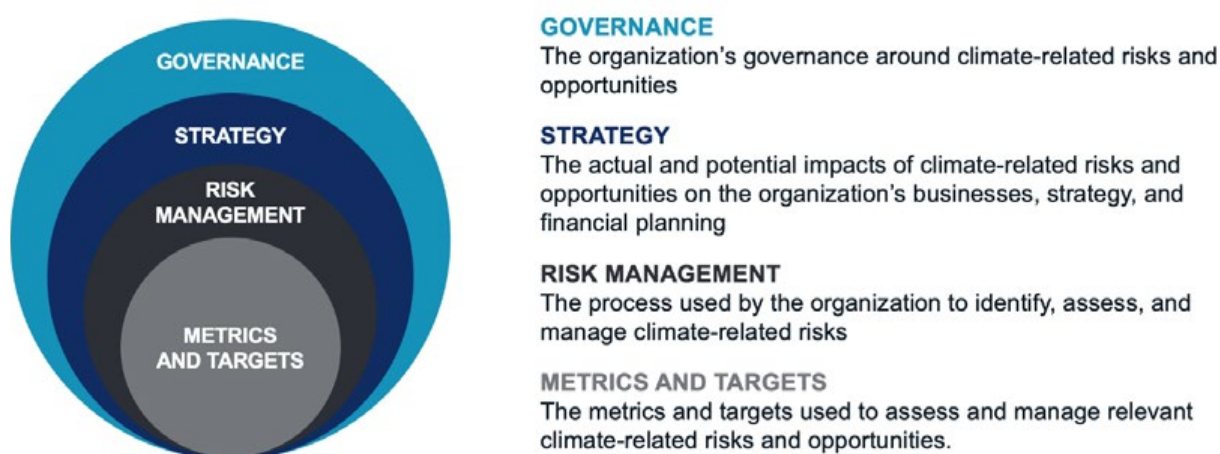 GOVERNANCE
STRATEGY
RISK
MANAGEMENT
METRICS
AND TARGETS
GOVERNANCE
The organization’s governance around climate-related risks and
opportunities
STRATEGY
The actual and potential impacts of climate-related risks and
opportunities on the organization’s businesses, strategy, and
financial planning
RISK MANAGEMENT
The process used by the organization to identify, assess, and
manage climate-related risks
METRICS AND TARGETS
The metrics and targets used to assess and manage relevant
climate-related risks and opportunities.